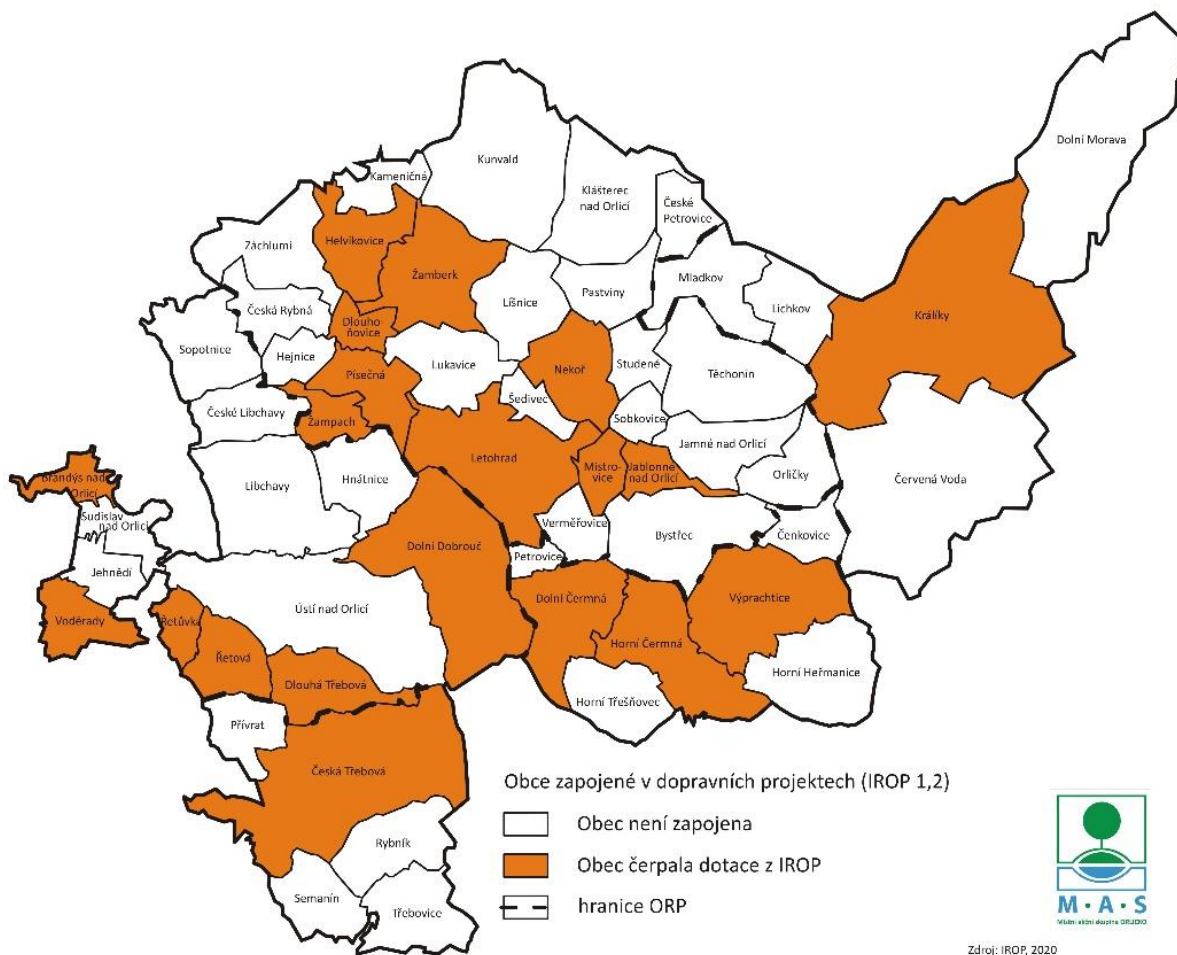 Dolní Morava
Kunvald
Kameničná
Klášterec
nad Orlicí
České
Petrovice
Záchlumí
Helvíkovice
Žamberk
Mladkov
Líšnice
Pastviny
Lichkov
Králíky
Česká Rybná
Dlouho-
ňovice
Sopotnice
Hejnice
Písečná
Lukavice
Nekoř
Studené
Těchonín
Šedivec
České Libchavy
Žampach
Sobkovice
Jamné nad Orlicí
Letohrad
Mistro-
vice
Jablonné
nad Orlicí
Orličky
Hnátnice
Libchavy
Červená Voda
Brandýs nad
Orlicí
Sudislav
nad Orlicí
Verměřovice
Bystřec
Čenkovice
Dolní Dobrouč
Petrovice
Jehnědí
Dolní Čermná
Výprachtice
Ústí nad Orlicí
Voděrady
Řetůvka
Horní Čermná
Řetová
Horní Heřmanice
Dlouhá Třebová
Horní Třešňovec
Přívrat
Česká Třebová
Rybník
Semanín
Třebovice
Obce zapojené v dopravních projektech (IROP 1,2)
Obec není zapojena
Obec čerpala dotace z IROP
hranice ORP
M·A·S
Místní akční skupina ORLICKO
Zdroj: IROP, 2020